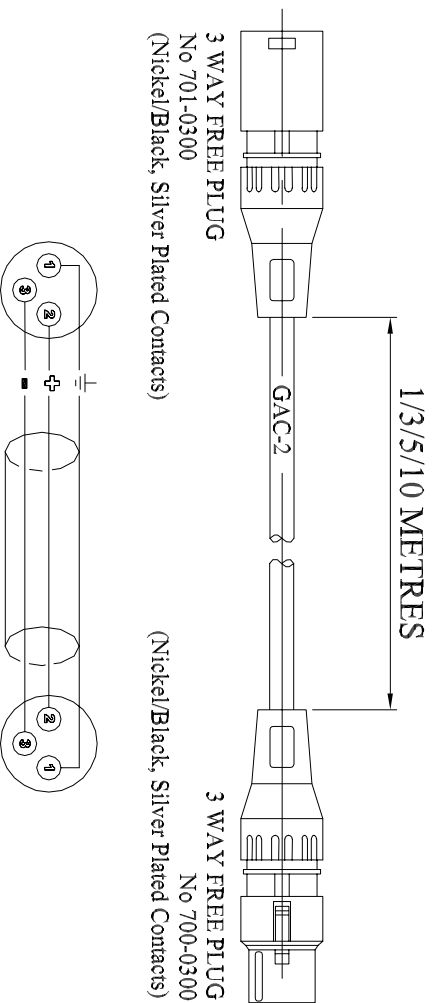 1/3/5/10 METRES
GAC-2
3 WAY FREE PLUG
No 701-0300
(Nickel/Black, Silver Plated Contacts)
3 WAY FREE PLUG
No 700-0300
(Nickel/Black, Silver Plated Contacts)
1
2
3
+
-
2
3
1